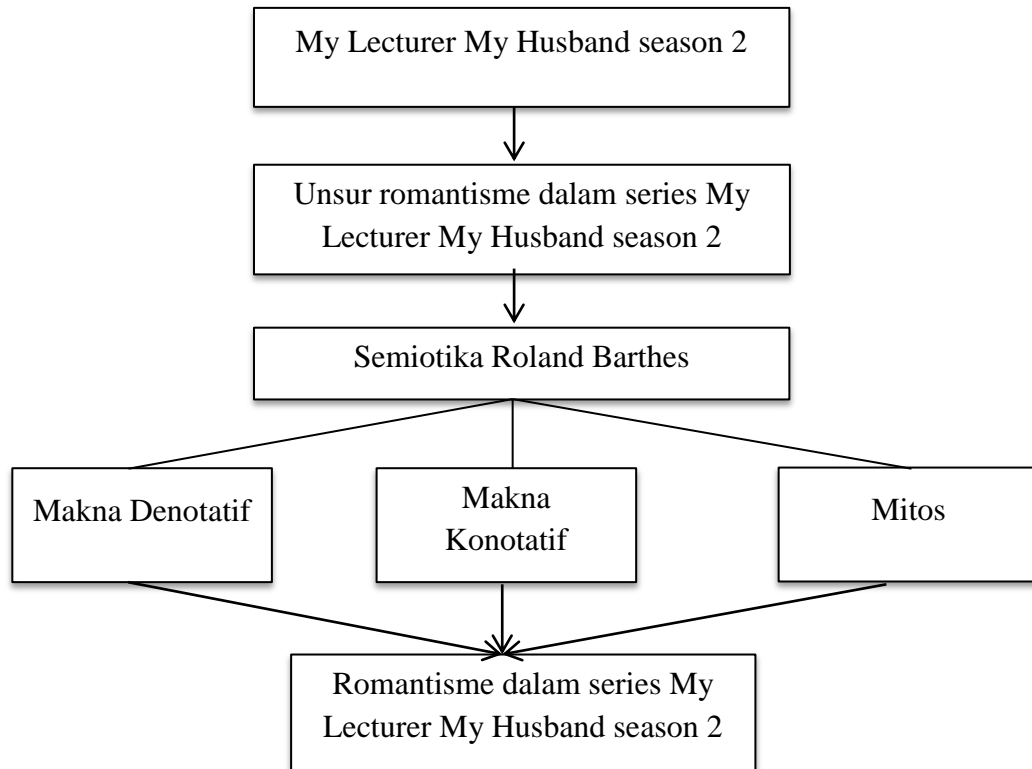 My Lecturer My Husband season 2
Unsur romantisme dalam series My
Lecturer My Husband season 2
Semiotika Roland Barthes
Makna Denotatif
Makna
Konotatif
Mitos
Romantisme dalam series My
Lecturer My Husband season 2